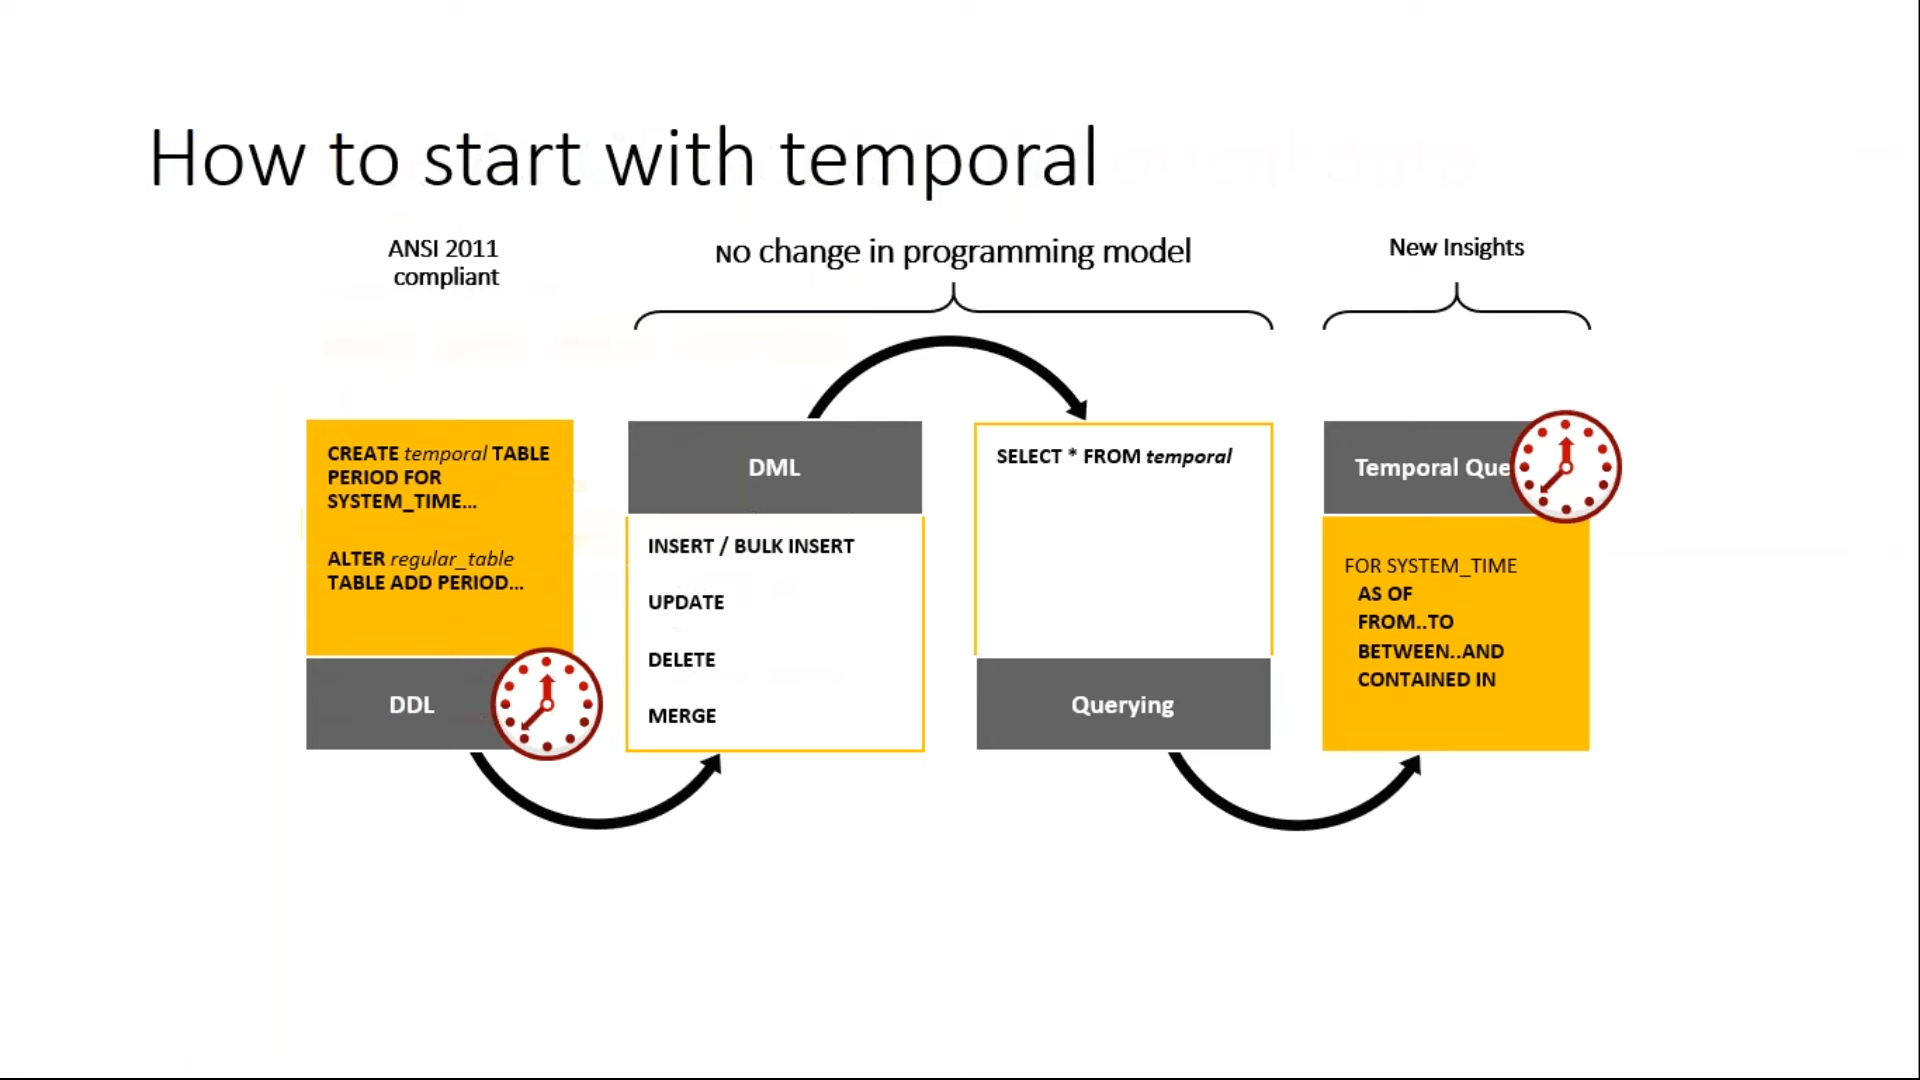 How to start with temporal
ANSI 2011
compliant
No change in programming model
New Insights
CREATE temporal TABLE
PERIOD FOR
SYSTEM_TIME...
ALTER regular_table
TABLE ADD PERIOD...
DDL
DML
INSERT / BULK INSERT
UPDATE
DELETE
MERGE
SELECT * FROM temporal
Querying
Temporal Que
FOR SYSTEM_TIME
AS OF
FROM..TO
BETWEEN..AND
CONTAINED IN